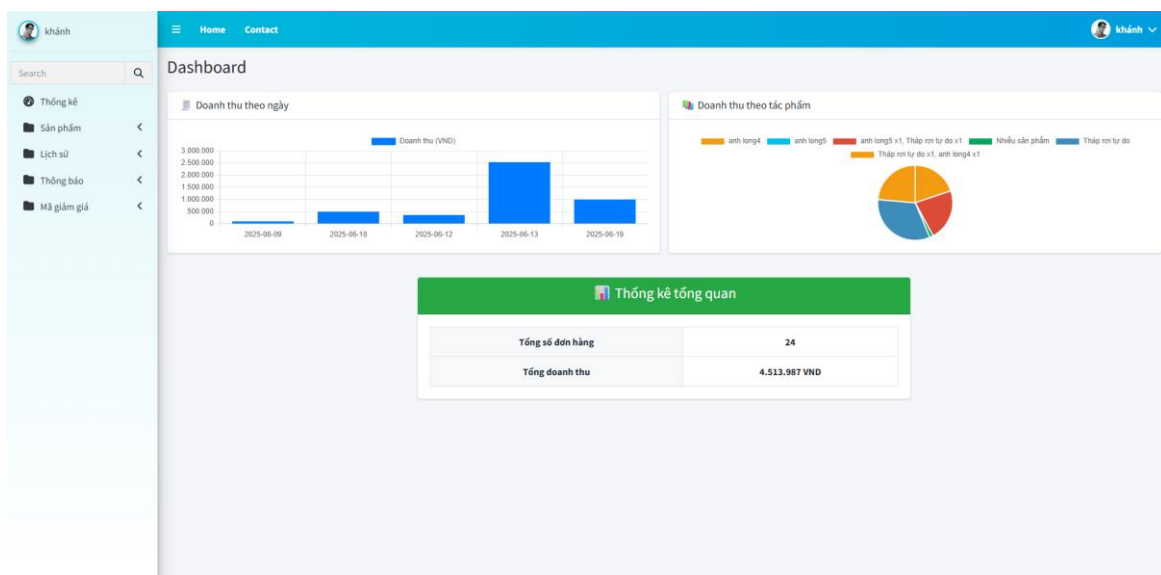 khánh
Home Contact
khánh
Search
Thống kê
Sản phẩm
Lịch sử
Thông báo
Mã giảm giá
Dashboard
Doanh thu theo ngày
Doanh thu (VND)
3.000.000
2.500.000
2.000.000
1.500.000
1.000.000
500.000
0
2025-06-09 2025-06-10 2025-06-12 2025-06-13 2025-06-19
Doanh thu theo tác phẩm
anh long4 anh long5 anh long5 x1, Tháp rơi tự do x1 Nhiều sản phẩm Tháp rơi tự do
Tháp rơi tự do x1, anh long4 x1
Thống kê tổng quan
Tổng số đơn hàng 24
Tổng doanh thu 4.513.987 VND